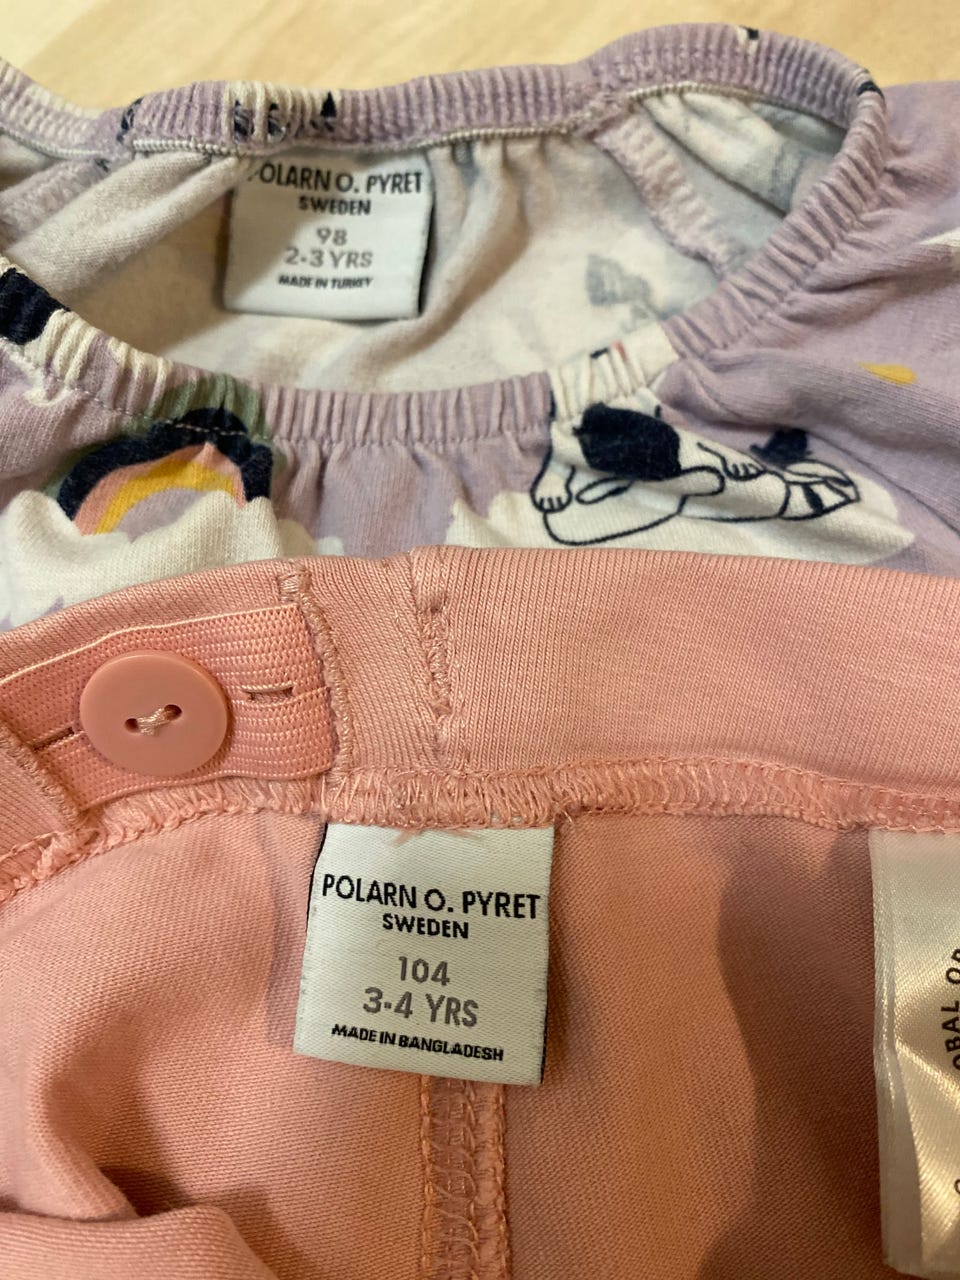 POLARN O. PYRET
SWEDEN
98
2-3 YRS
MADE IN TURKEY
POLARN O. PYRET
SWEDEN
104
3-4 YRS
MADE IN BANGLADESH